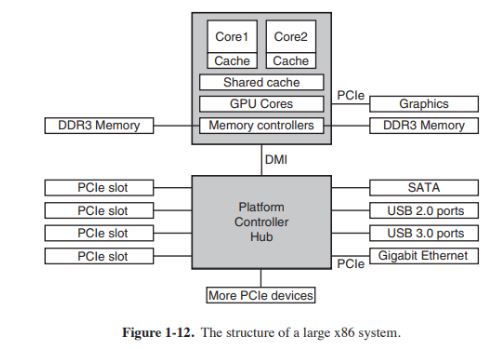 Core1 Core2
Cache Cache
Shared cache
GPU Cores
PCIe
Graphics
DDR3 Memory
Memory controllers
DDR3 Memory
DMI
PCIe slot
PCIe slot
PCIe slot
PCIe slot
Platform
Controller
Hub
SATA
USB 2.0 ports
USB 3.0 ports
Gigabit Ethernet
PCIe
More PCIe devices
Figure 1-12. The structure of a large x86 system.